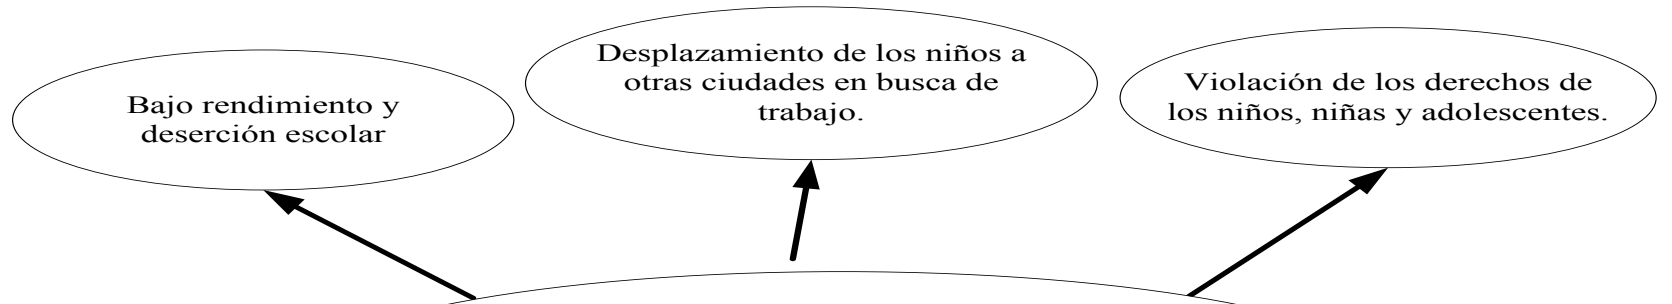 Bajo rendimiento y
deserción escolar
Desplazamiento de los niños a
otras ciudades en busca de
trabajo.
Violación de los derechos de
los niños, niñas y adolescentes.